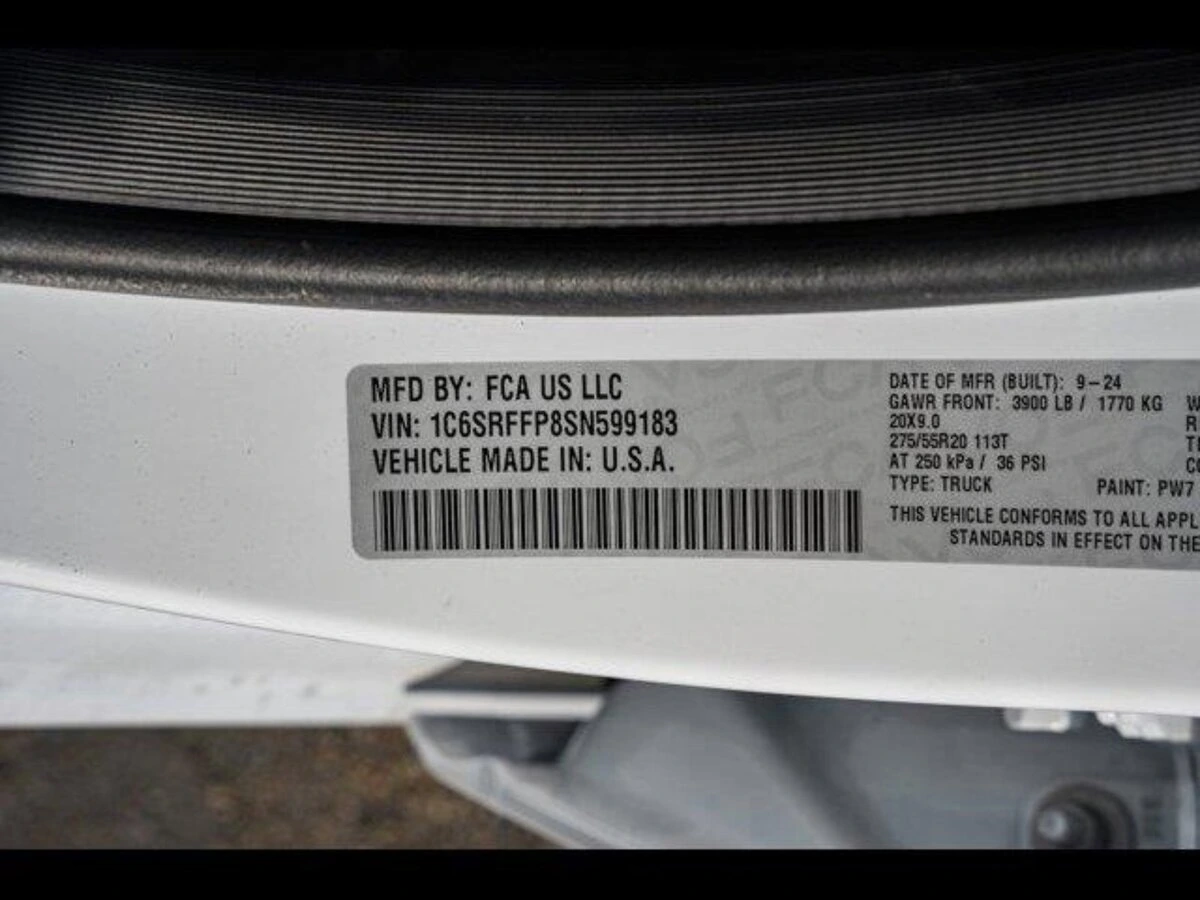 MFD BY: FCA US LLC
VIN: 1C6SRFFP8SN599183
VEHICLE MADE IN: U.S.A.
DATE OF MFR (BUILT): 9-24
GAWR FRONT: 3900 LB / 1770 KG W
20X9.0 R
275/55R20 113T
AT 250 kPa / 36 PSI
TYPE: TRUCK PAINT: PW7
THIS VEHICLE CONFORMS TO ALL APPL
STANDARDS IN EFFECT ON THE